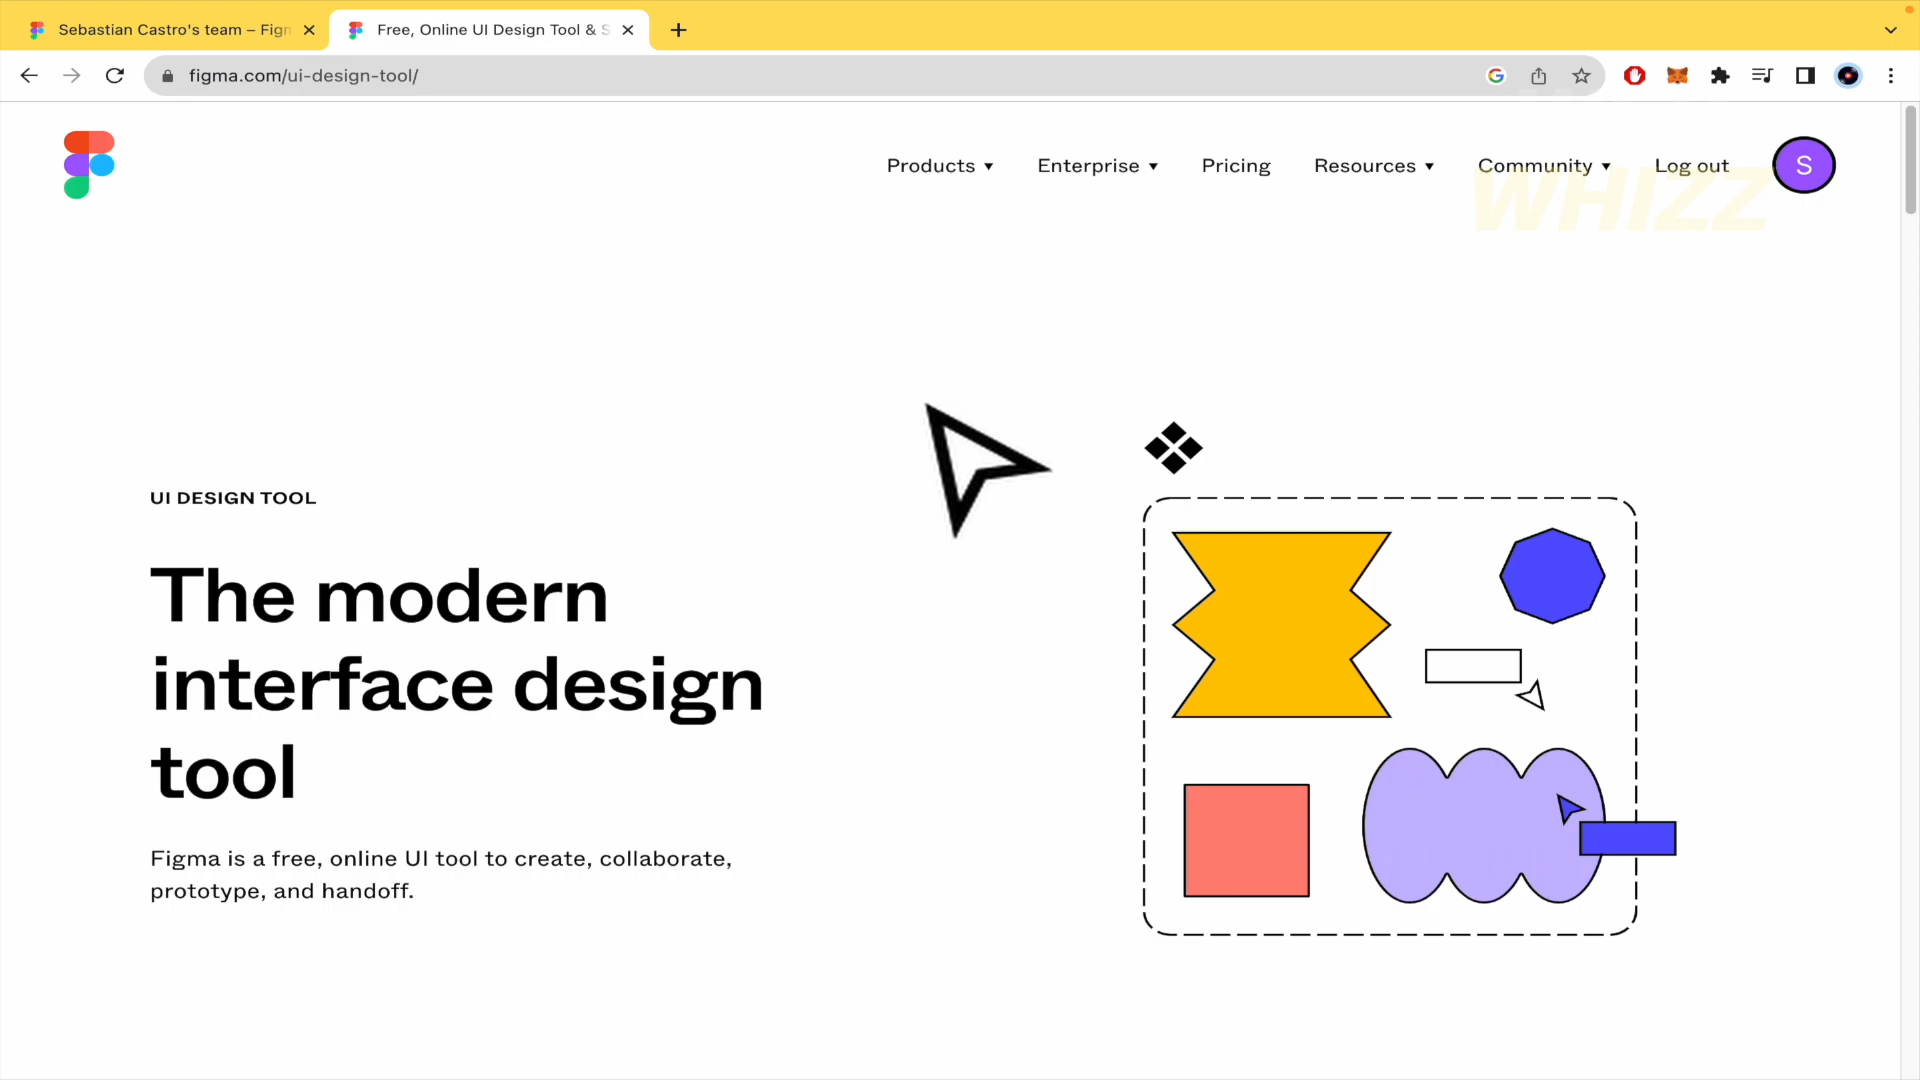 Sebastian Castro's team – Figm
Free, Online UI Design Tool & S
figma.com/ui-design-tool/
Products
Enterprise
Pricing
Resources
Community
Log out
S
WHIZZ
UI DESIGN TOOL
The modern
interface design
tool
Figma is a free, online UI tool to create, collaborate,
prototype, and handoff.